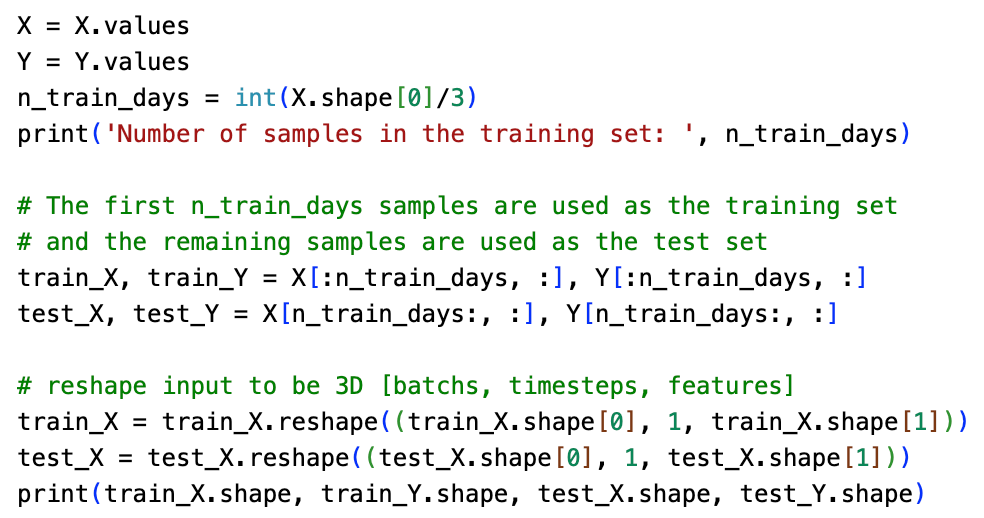 X = X.values
Y = Y.values
n_train_days = int(X.shape[0]/3)
print('Number of samples in the training set: ', n_train_days)
# The first n_train_days samples are used as the training set
# and the remaining samples are used as the test set
train_X, train_Y = X[:n_train_days, :], Y[:n_train_days, :]
test_X, test_Y = X[n_train_days:, :], Y[n_train_days:, :]
# reshape input to be 3D [batchs, timesteps, features]
train_X = train_X.reshape((train_X.shape[0], 1, train_X.shape[1]))
test_X = test_X.reshape((test_X.shape[0], 1, test_X.shape[1]))
print(train_X.shape, train_Y.shape, test_X.shape, test_Y.shape)